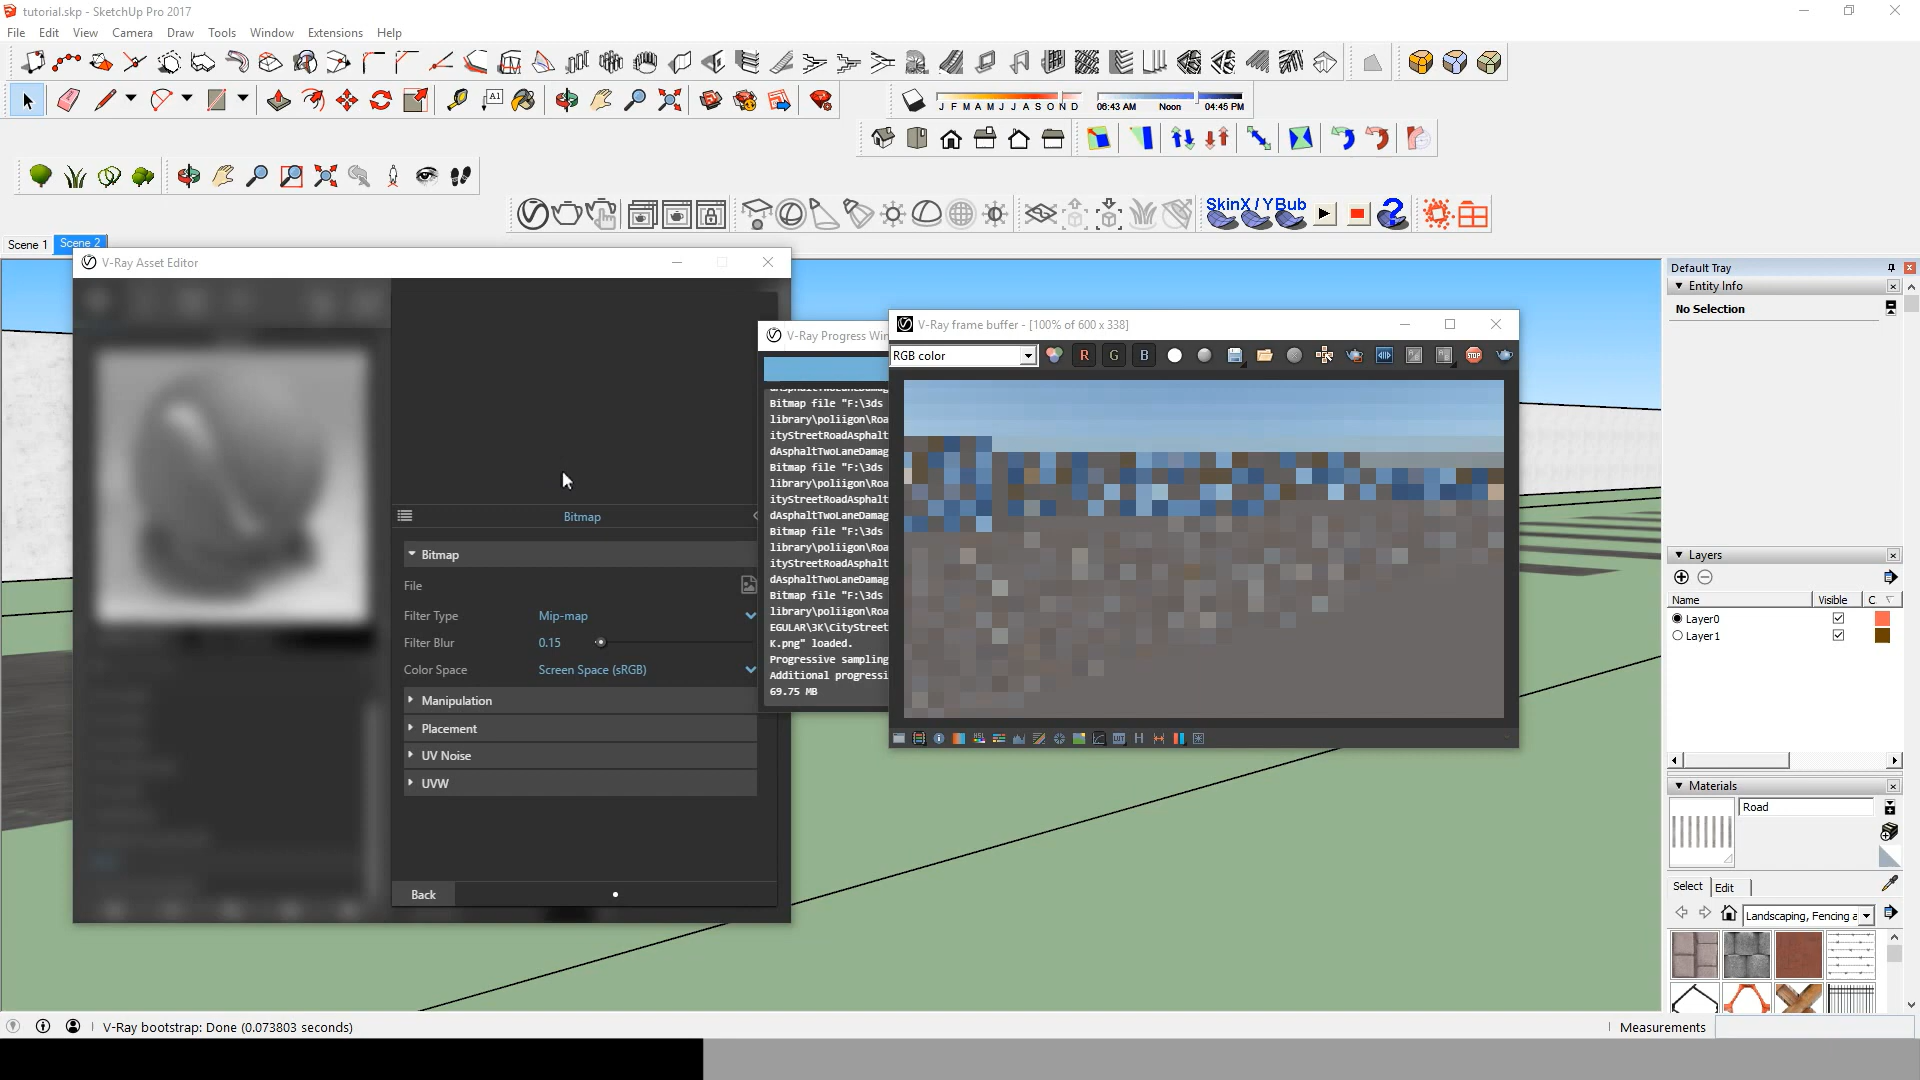 tutorial.skp - SketchUp Pro 2017
File Edit View Camera Draw Tools Window Extensions Help
A1
J F M A M J J A S O N D
06:43 AM Noon 04:45 PM
SkinX / YBub
Scene 1 Scene 2
V-Ray Asset Editor
Bitmap
Bitmap
File
Filter Type Mip-map
Filter Blur 0.15
Color Space Screen Space (sRGB)
Manipulation
Placement
UV Noise
UVW
Back
V-Ray Progress Win
Bitmap file "F:\3ds
library\poliigon\Roa
ityStreetRoadAsphalt
dAsphaltTwoLaneDamag
Bitmap file "F:\3ds
library\poliigon\Roa
ityStreetRoadAsphalt
dAsphaltTwoLaneDamag
Bitmap file "F:\3ds
library\poliigon\Roa
ityStreetRoadAsphalt
dAsphaltTwoLaneDamag
Bitmap file "F:\3ds
library\poliigon\Roa
EGULAR\3K\CityStreet
K.png" loaded.
Progressive sampling
Additional progressi
69.75 MB
V-Ray frame buffer - [100% of 600 x 338]
RGB color
R G B
STOP
HSL
LUT
H
Default Tray
Entity Info
No Selection
Layers
Name Visible C
Layer0
Layer1
Materials
Road
Select Edit
Landscaping, Fencing a
V-Ray bootstrap: Done (0.073803 seconds)
Measurements